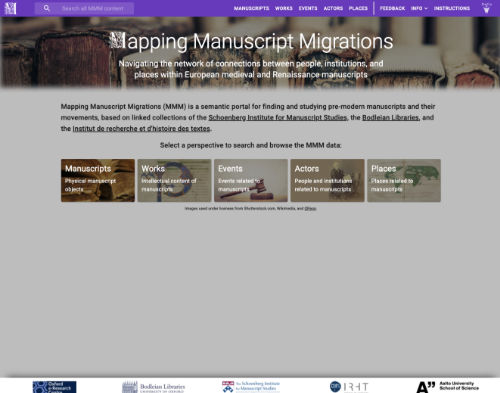 Search all MMM content
MANUSCRIPTS WORKS EVENTS ACTORS PLACES FEEDBACK INFO INSTRUCTIONS
Mapping Manuscript Migrations
Navigating the network of connections between people, institutions, and
places within European medieval and Renaissance manuscripts
Mapping Manuscript Migrations (MMM) is a semantic portal for finding and studying pre-modern manuscripts and their
movements, based on linked collections of the Schoenberg Institute for Manuscript Studies, the Bodleian Libraries, and
the Institut de recherche et d'histoire des textes.
Select a perspective to search and browse the MMM data:
Manuscripts
Physical manuscript
objects
Works
Intellectual content of
manuscripts
Events
Events related to
manuscripts
Actors
People and institutions
related to manuscripts
Places
Places related to
manuscripts
Images used under license from Shutterstock.com, Wikimedia, and
Oxford
e-Research
Centre
Bodleian Libraries
UNIVERSITY OF OXFORD
The Schoenberg Institute
for Manuscript Studies
IRHT
A
Aalto University
School of Science